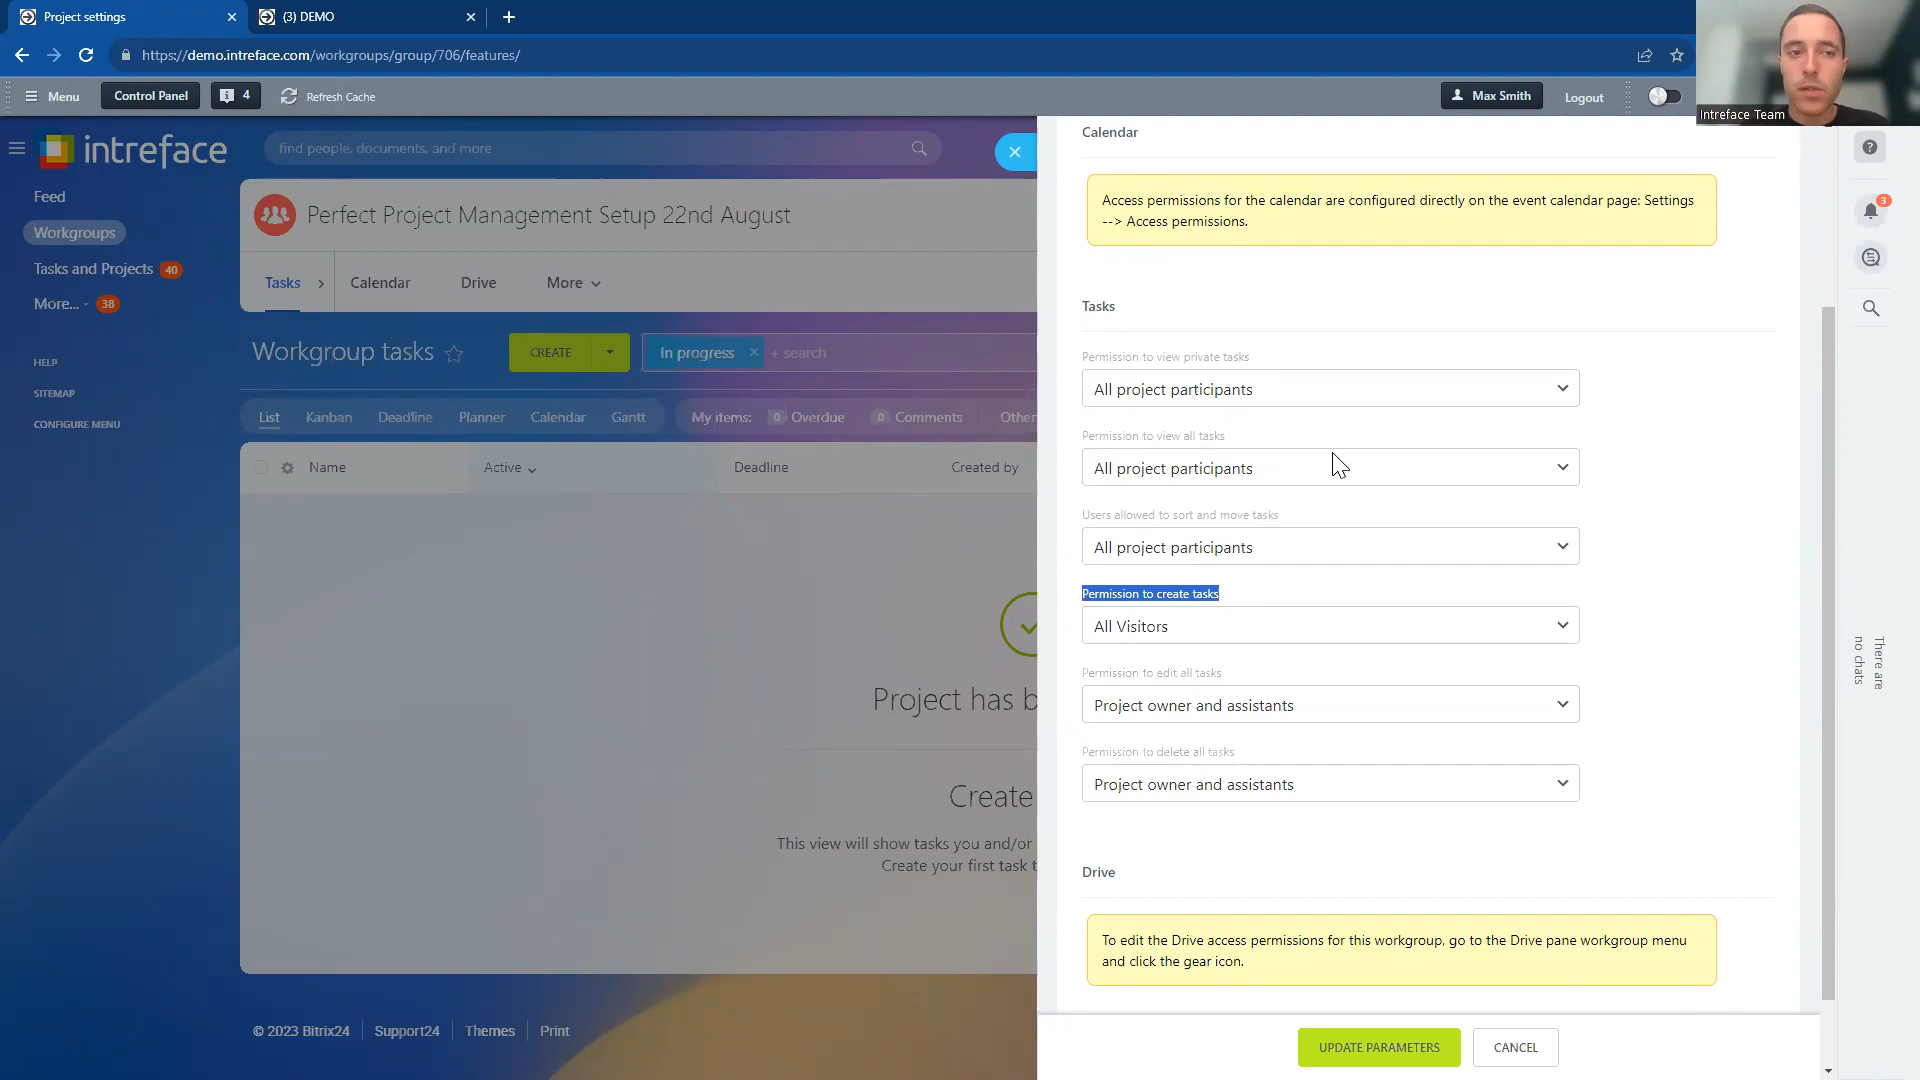 Project settings
(3) DEMO
https://demo.intreface.com/workgroups/group/706/features/
Menu
Control Panel
4
Refresh Cache
Max Smith
Logout
Intreface Team
intreface
find people, documents, and more
Feed
Workgroups
Tasks and Projects 40
More... 38
HELP
SITEMAP
CONFIGURE MENU
Perfect Project Management Setup 22nd August
Tasks
Calendar
Drive
More
Workgroup tasks
CREATE
In progress
+ search
List
Kanban
Deadline
Planner
Calendar
Gantt
My items:
0 Overdue
0 Comments
Other
Name
Active
Deadline
Created by
Project has b
Create
This view will show tasks you and/or
Create your first task t
© 2023 Bitrix24
Support24
Themes
Print
Calendar
Access permissions for the calendar are configured directly on the event calendar page: Settings
--> Access permissions.
Tasks
Permission to view private tasks
All project participants
Permission to view all tasks
All project participants
Users allowed to sort and move tasks
All project participants
Permission to create tasks
All Visitors
Permission to edit all tasks
Project owner and assistants
Permission to delete all tasks
Project owner and assistants
Drive
To edit the Drive access permissions for this workgroup, go to the Drive pane workgroup menu
and click the gear icon.
UPDATE PARAMETERS
CANCEL
?
3
There are
no chats